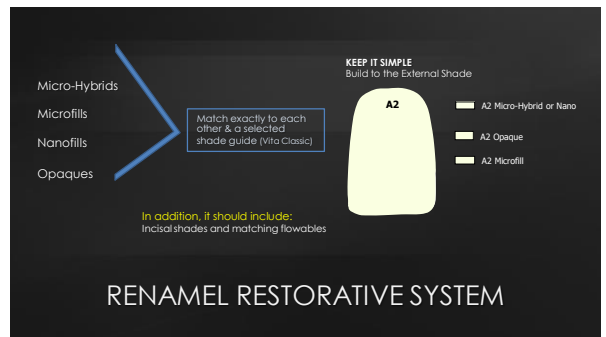 KEEP IT SIMPLE
Build to the External Shade
Micro-Hybrids
Microfills
Nanofills
Opaques
Match exactly to each
other & a selected
shade guide (Vita Classic)
A2
A2 Micro-Hybrid or Nano
A2 Opaque
A2 Microfill
In addition, it should include:
Incisal shades and matching flowables
RENAMEL RESTORATIVE SYSTEM